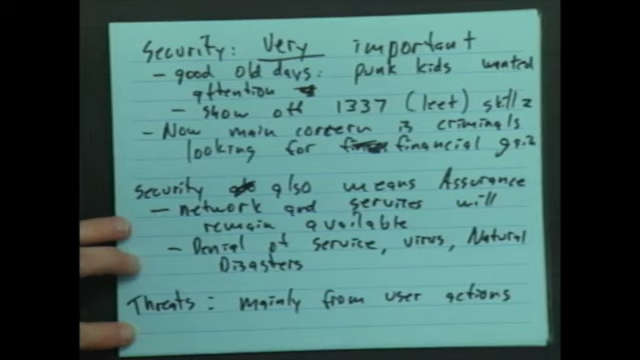 Security: Very important
- good old days: punk kids wanted
attention
- show off 1337 (leet) skillz
- Now main concern is criminals
looking for financial gain
Security also means Assurance
- network and services will
remain available
- Denial of service, virus, Natural
Disasters
Threats: mainly from user actions